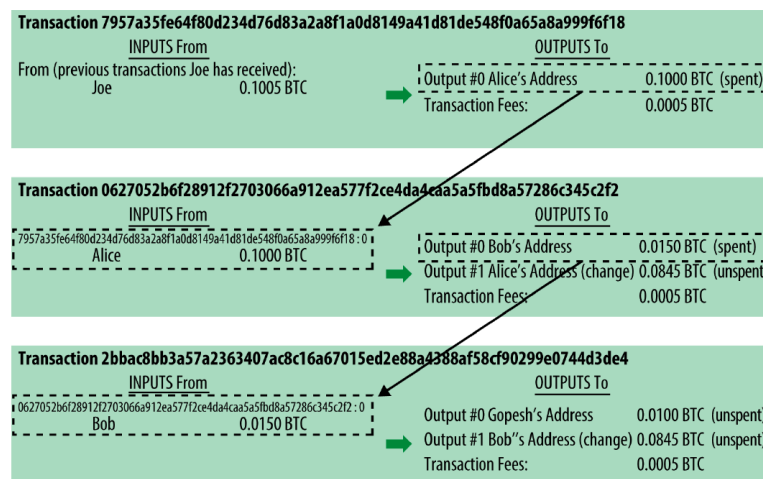 Transaction 7957a35fe64f80d234d76d83a2a8f1a0d8149a41d81de548f0a65a8a999f6f18
INPUTS From
OUTPUTS To
From (previous transactions Joe has received):
Joe 0.1005 BTC
Output #0 Alice's Address 0.1000 BTC (spent)
Transaction Fees: 0.0005 BTC
Transaction 0627052b6f28912f2703066a912ea577f2ce4da4caa5a5fbd8a57286c345c2f2
INPUTS From
OUTPUTS To
7957a35fe64f80d234d76d83a2a8f1a0d8149a41d81de548f0a65a8a999f6f18 : 0
Alice 0.1000 BTC
Output #0 Bob's Address 0.0150 BTC (spent)
Output #1 Alice's Address (change) 0.0845 BTC (unspent
Transaction Fees: 0.0005 BTC
Transaction 2bbac8bb3a57a2363407ac8c16a67015ed2e88a4388af58cf90299e0744d3de4
INPUTS From
OUTPUTS To
0627052b6f28912f2703066a912ea577f2ce4da4caa5a5fbd8a57286c345c2f2 : 0
Bob 0.0150 BTC
Output #0 Gopesh's Address 0.0100 BTC (unspent)
Output #1 Bob"s Address (change) 0.0845 BTC (unspent)
Transaction Fees: 0.0005 BTC